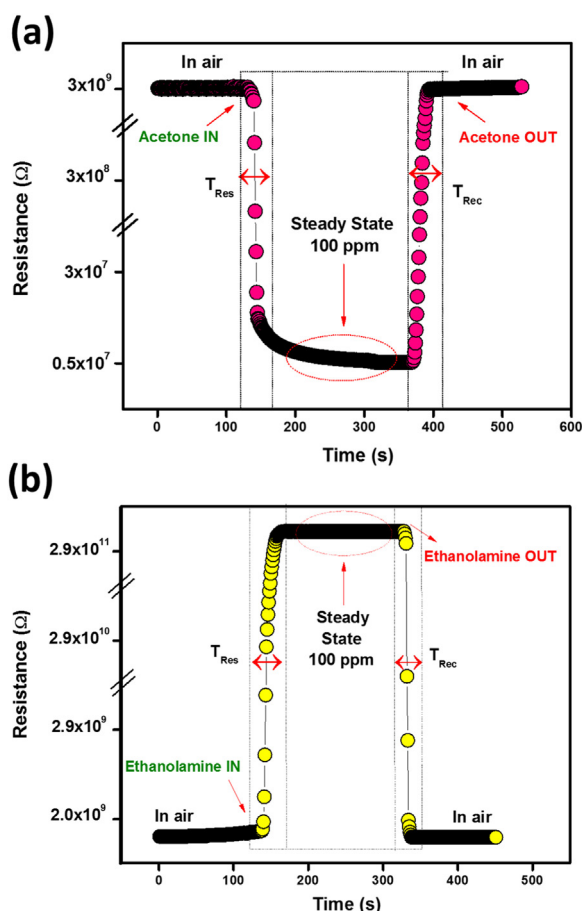 (a)
In air
In air
3x10⁹
Acetone IN
Acetone OUT
3x10⁸
T_Res
T_Rec
Steady State
100 ppm
3x10⁷
0.5x10⁷
Resistance (Ω)
0 100 200 300 400 500 600
Time (s)
(b)
2.9x10¹¹
Ethanolamine OUT
Steady
State
100 ppm
2.9x10¹⁰
T_Res
T_Rec
2.9x10⁹
Ethanolamine IN
2.0x10⁹
In air
In air
Resistance (Ω)
0 100 200 300 400 500
Time (s)